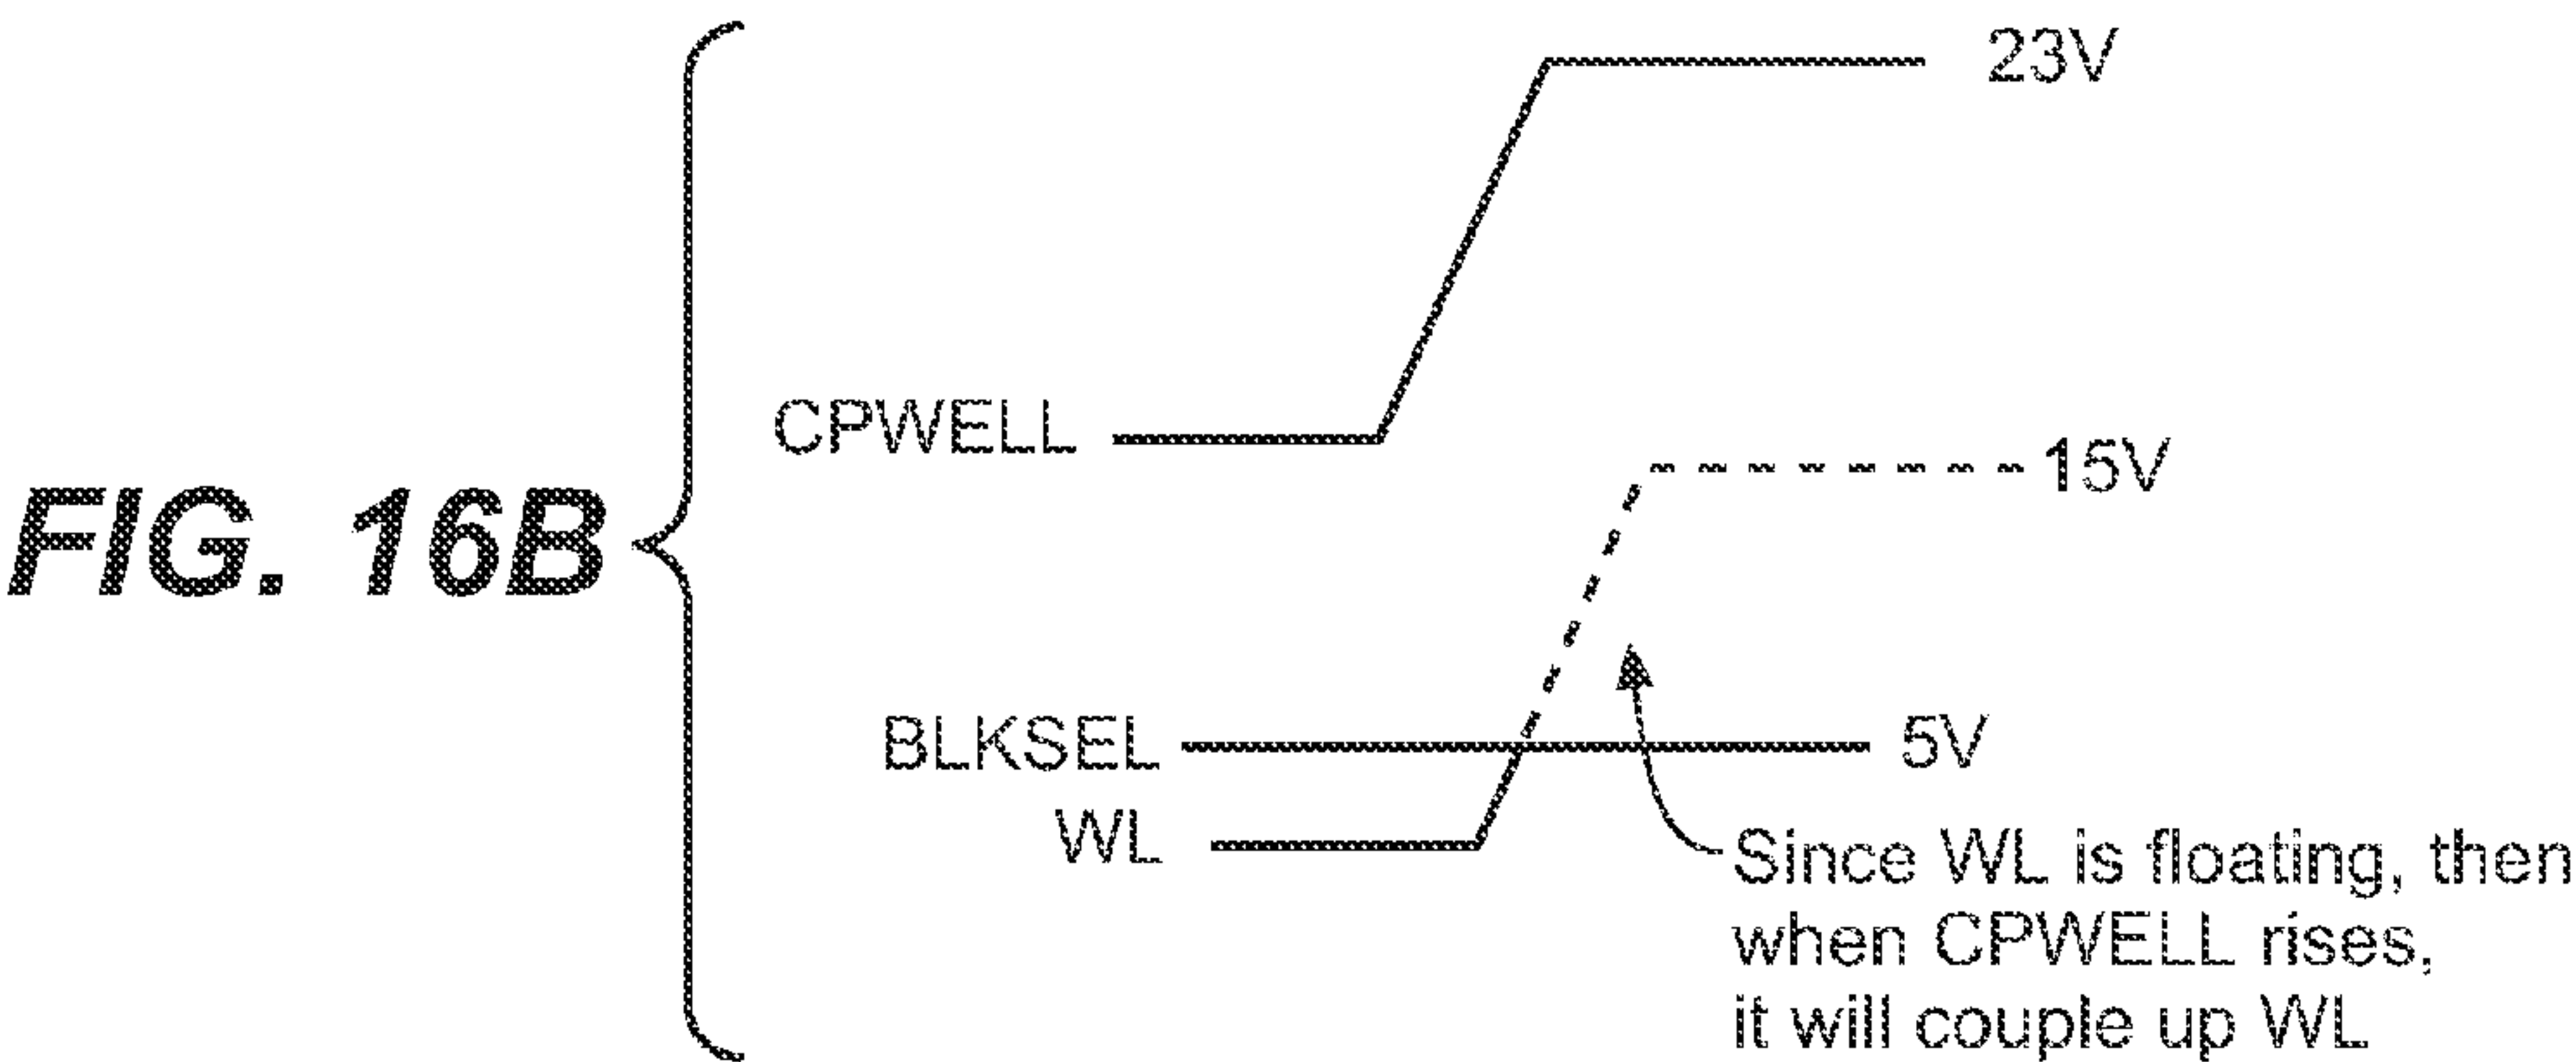 23V
CPWELL
15V
FIG. 16B
BLKSEL
5V
WL
Since WL is floating, then
when CPWELL rises,
it will couple up WL